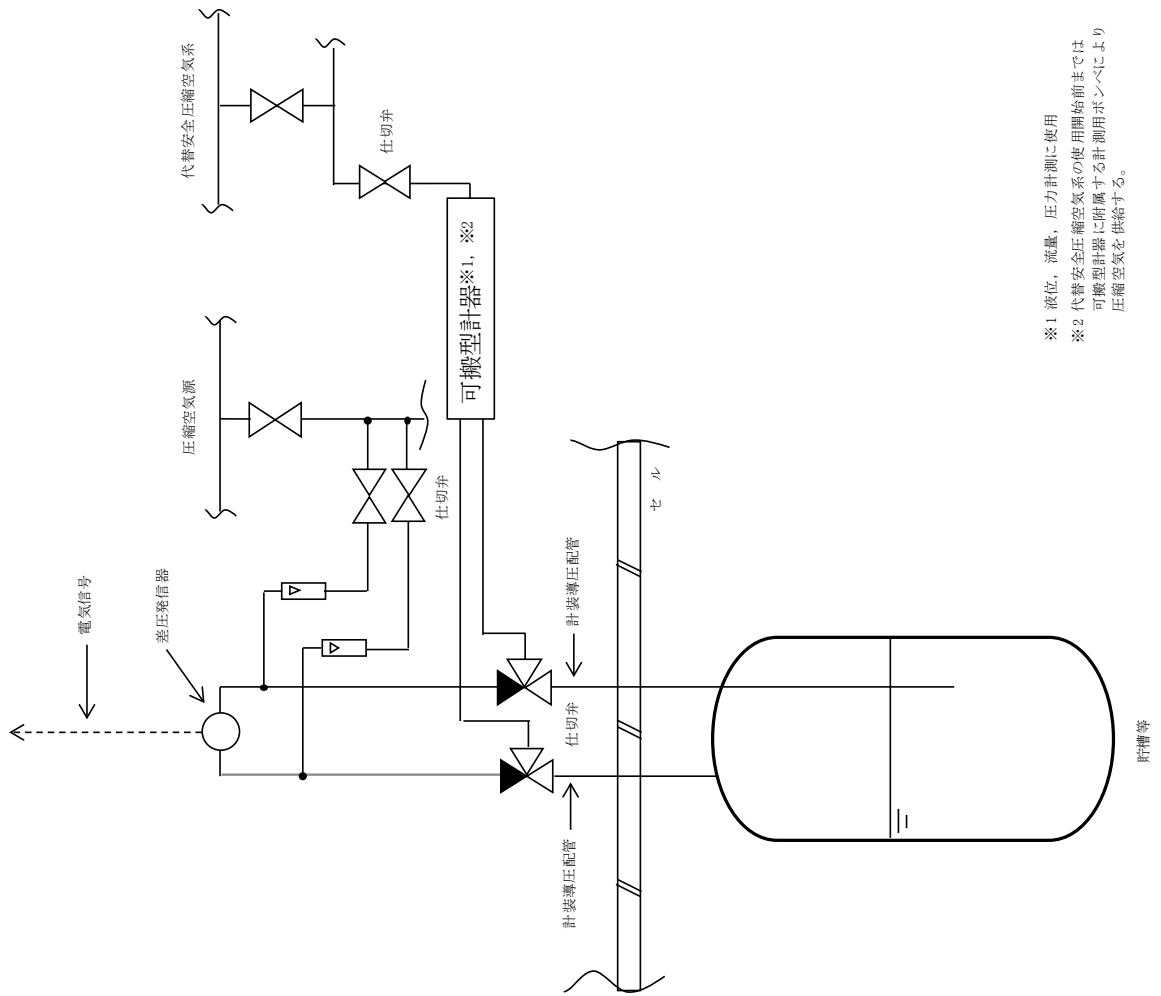 電気信号
差圧発信器
圧縮空気源
代替安全圧縮空気系
仕切弁
仕切弁
可搬型計器※1，※2
計装導圧配管
仕切弁
計装導圧配管
セル
貯槽等
※1 液位，流量，圧力計測に使用
※2 代替安全圧縮空気系の使用開始前までは
可搬型計器に附属する計測用ボンベにより
圧縮空気を供給する。